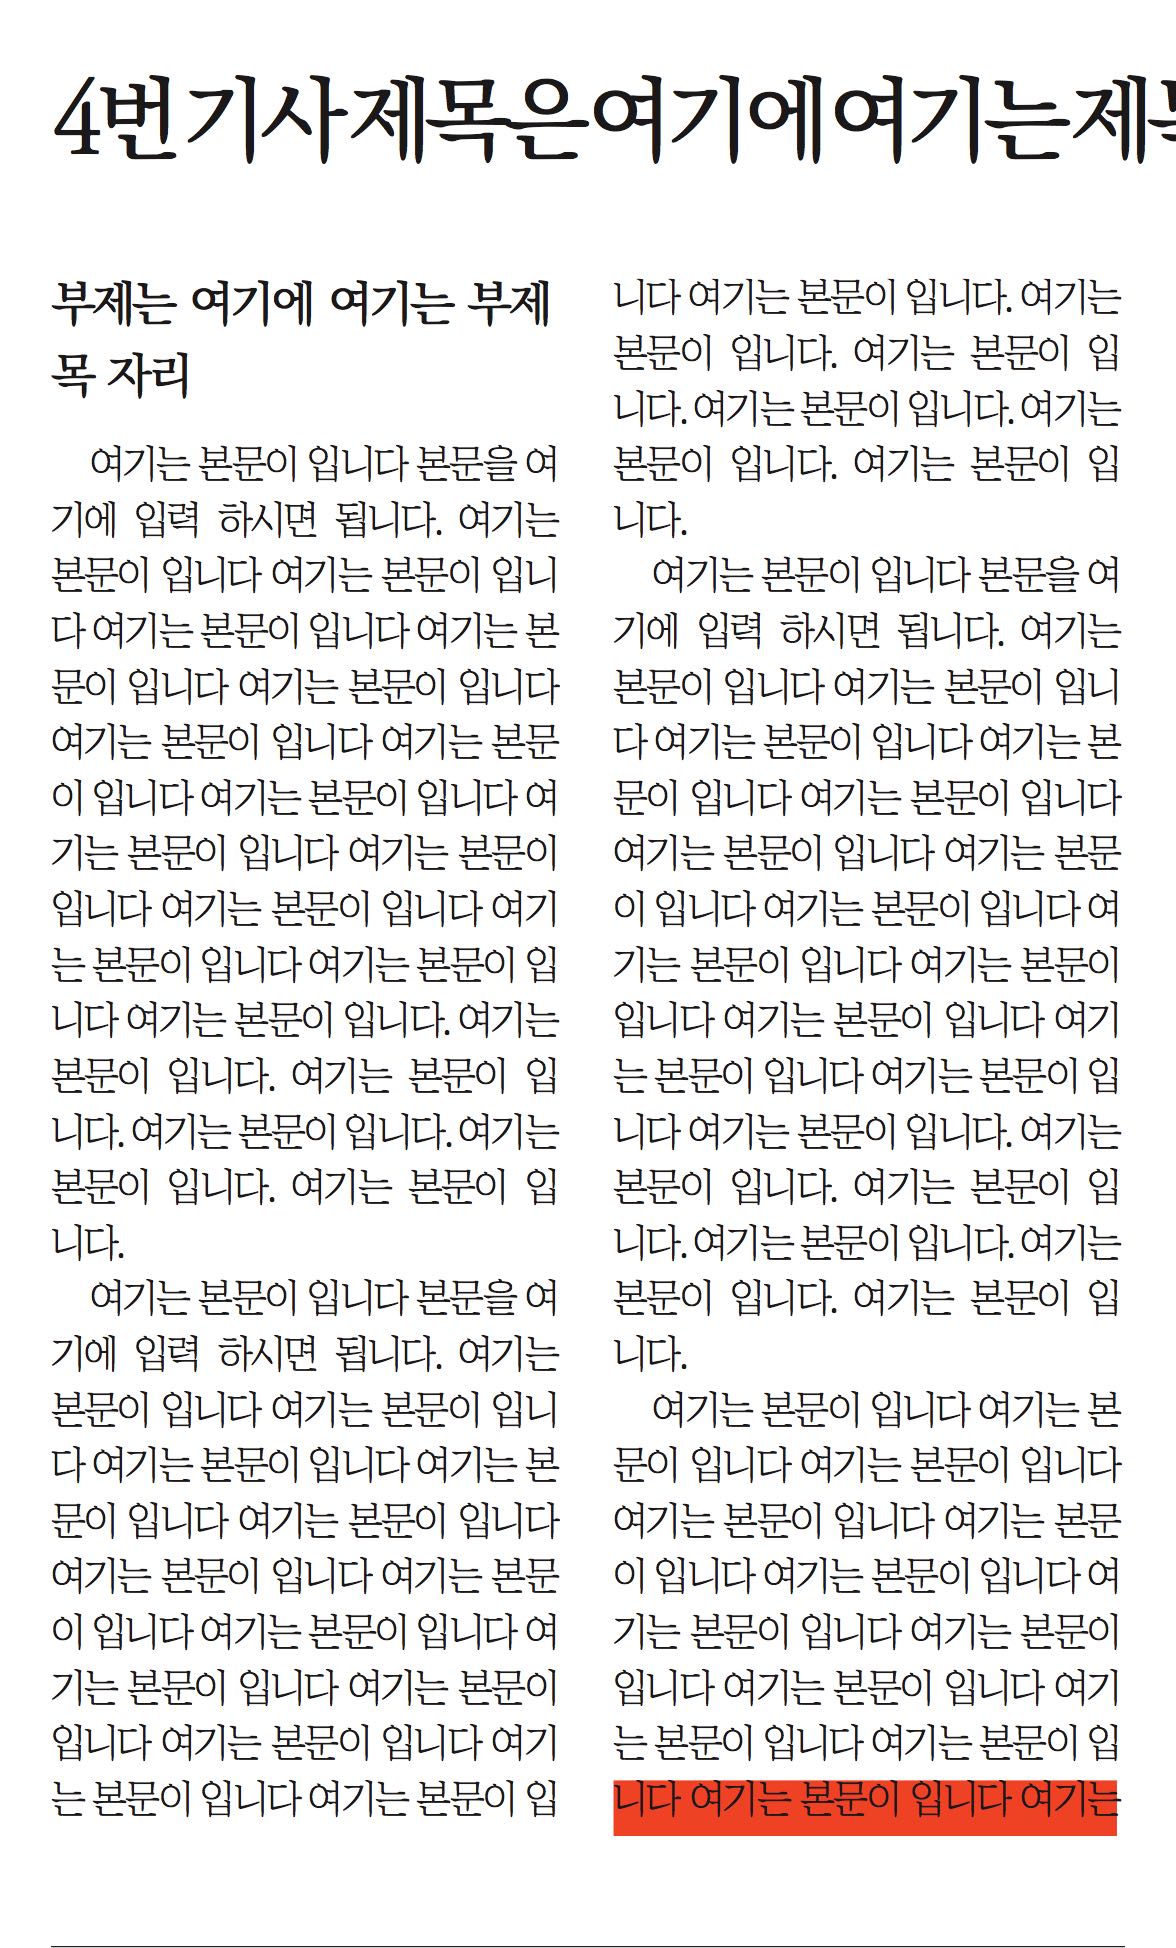 4번 기사 제목은 여기에 여기는 제
부제는 여기에 여기는 부제
목 자리
여기는 본문이 입니다 본문을 여
기에 입력 하시면 됩니다. 여기는
본문이 입니다 여기는 본문이 입니
다 여기는 본문이 입니다 여기는 본
문이 입니다 여기는 본문이 입니다
여기는 본문이 입니다 여기는 본문
이 입니다 여기는 본문이 입니다 여
기는 본문이 입니다 여기는 본문이
입니다 여기는 본문이 입니다 여기
는 본문이 입니다 여기는 본문이 입
니다 여기는 본문이 입니다. 여기는
본문이 입니다. 여기는 본문이 입
니다. 여기는 본문이 입니다. 여기는
본문이 입니다. 여기는 본문이 입
니다.
여기는 본문이 입니다 본문을 여
기에 입력 하시면 됩니다. 여기는
본문이 입니다 여기는 본문이 입니
다 여기는 본문이 입니다 여기는 본
문이 입니다 여기는 본문이 입니다
여기는 본문이 입니다 여기는 본문
이 입니다 여기는 본문이 입니다 여
기는 본문이 입니다 여기는 본문이
입니다 여기는 본문이 입니다 여기
는 본문이 입니다 여기는 본문이 입
니다 여기는 본문이 입니다. 여기는
본문이 입니다. 여기는 본문이 입
니다. 여기는 본문이 입니다. 여기는
본문이 입니다. 여기는 본문이 입
니다.
여기는 본문이 입니다 본문을 여
기에 입력 하시면 됩니다. 여기는
본문이 입니다 여기는 본문이 입니
다 여기는 본문이 입니다 여기는 본
문이 입니다 여기는 본문이 입니다
여기는 본문이 입니다 여기는 본문
이 입니다 여기는 본문이 입니다 여
기는 본문이 입니다 여기는 본문이
입니다 여기는 본문이 입니다 여기
는 본문이 입니다 여기는 본문이 입
니다 여기는 본문이 입니다. 여기는
본문이 입니다. 여기는 본문이 입
니다. 여기는 본문이 입니다. 여기는
본문이 입니다. 여기는 본문이 입
니다.
여기는 본문이 입니다 여기는 본
문이 입니다 여기는 본문이 입니다
여기는 본문이 입니다 여기는 본문
이 입니다 여기는 본문이 입니다 여
기는 본문이 입니다 여기는 본문이
입니다 여기는 본문이 입니다 여기
는 본문이 입니다 여기는 본문이 입
니다 여기는 본문이 입니다 여기는